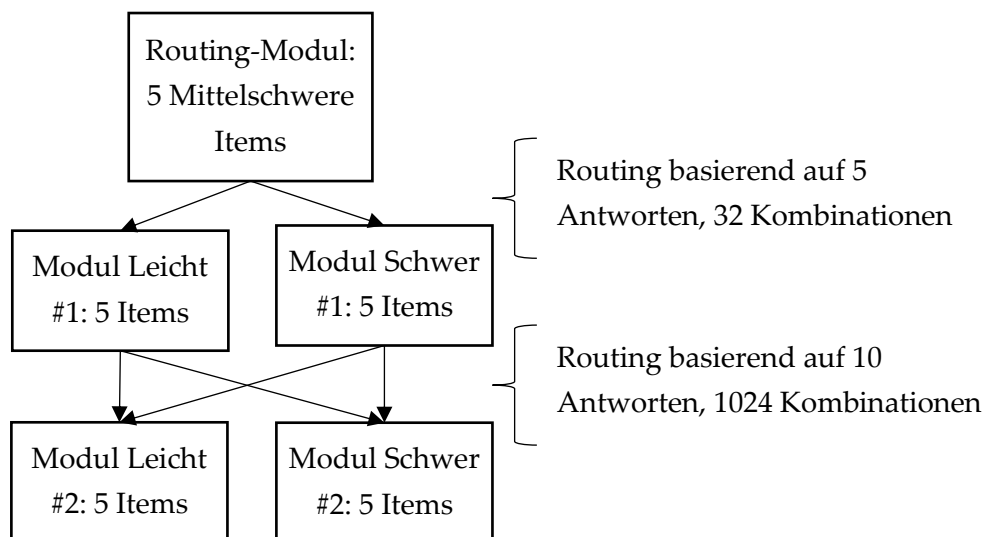 Routing-Modul:
5 Mittelschwere
Items
Routing basierend auf 5
Antworten, 32 Kombinationen
Modul Leicht
#1: 5 Items
Modul Schwer
#1: 5 Items
Routing basierend auf 10
Antworten, 1024 Kombinationen
Modul Leicht
#2: 5 Items
Modul Schwer
#2: 5 Items